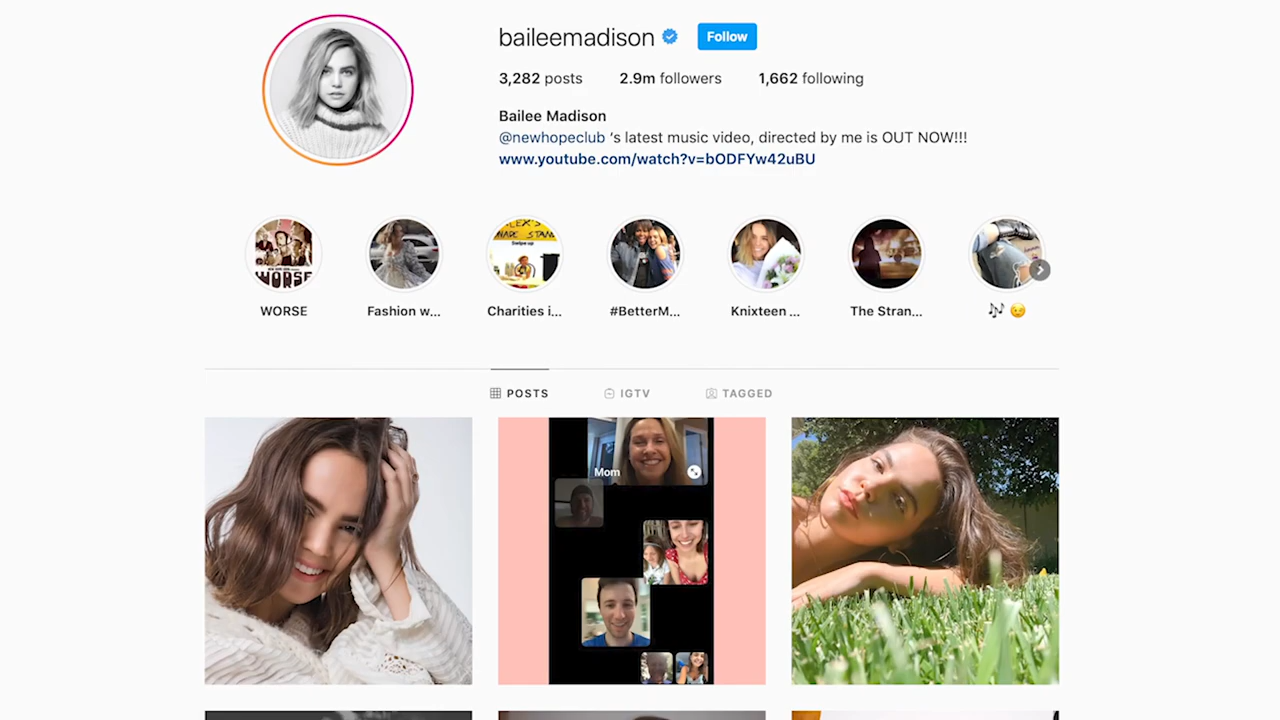 baileemadison
Follow
3,282 posts 2.9m followers 1,662 following
Bailee Madison
@newhopeclub ‘s latest music video, directed by me is OUT NOW!!!
www.youtube.com/watch?v=bODFYw42uBU
WORSE
STAND
WORSE Fashion w... Charities i... #BetterM... Knixteen ... The Stran... 🎶 😉
POSTS IGTV TAGGED
Mom